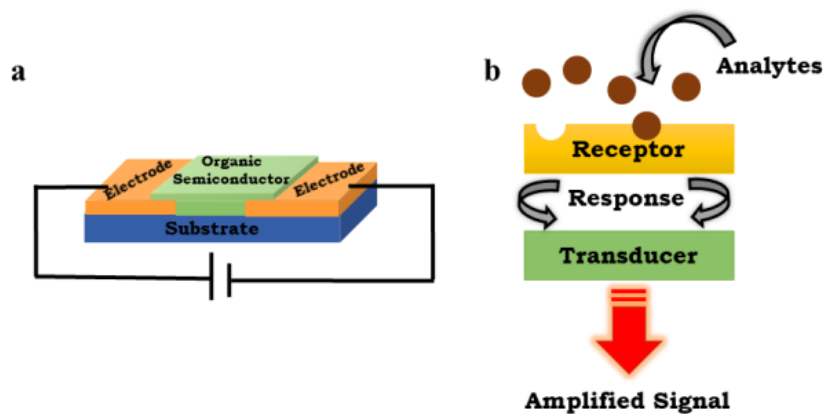 a
Organic
Semiconductor
Electrode
Electrode
Substrate
b
Analytes
Receptor
Response
Transducer
Amplified Signal